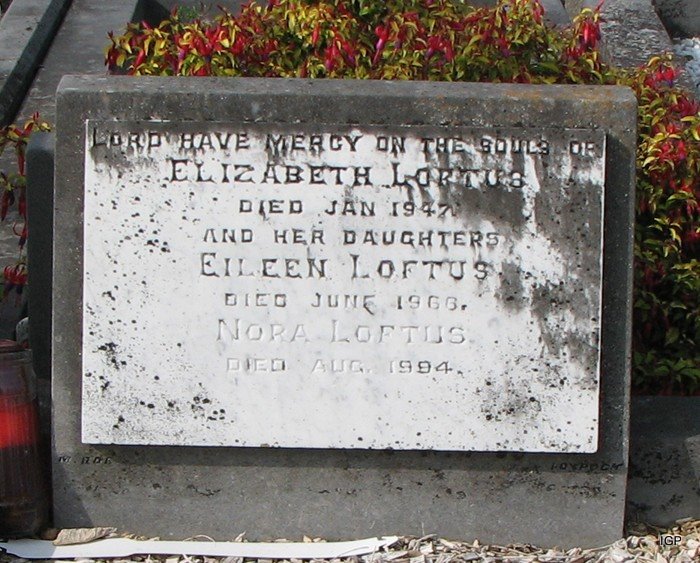 LORD HAVE MERCY ON THE SOULS OF
ELIZABETH LOFTUS
DIED JAN 1947.
AND HER DAUGHTERS
EILEEN LOFTUS
DIED JUNE 1966.
NORA LOFTUS
DIED AUG. 1994.
IGP